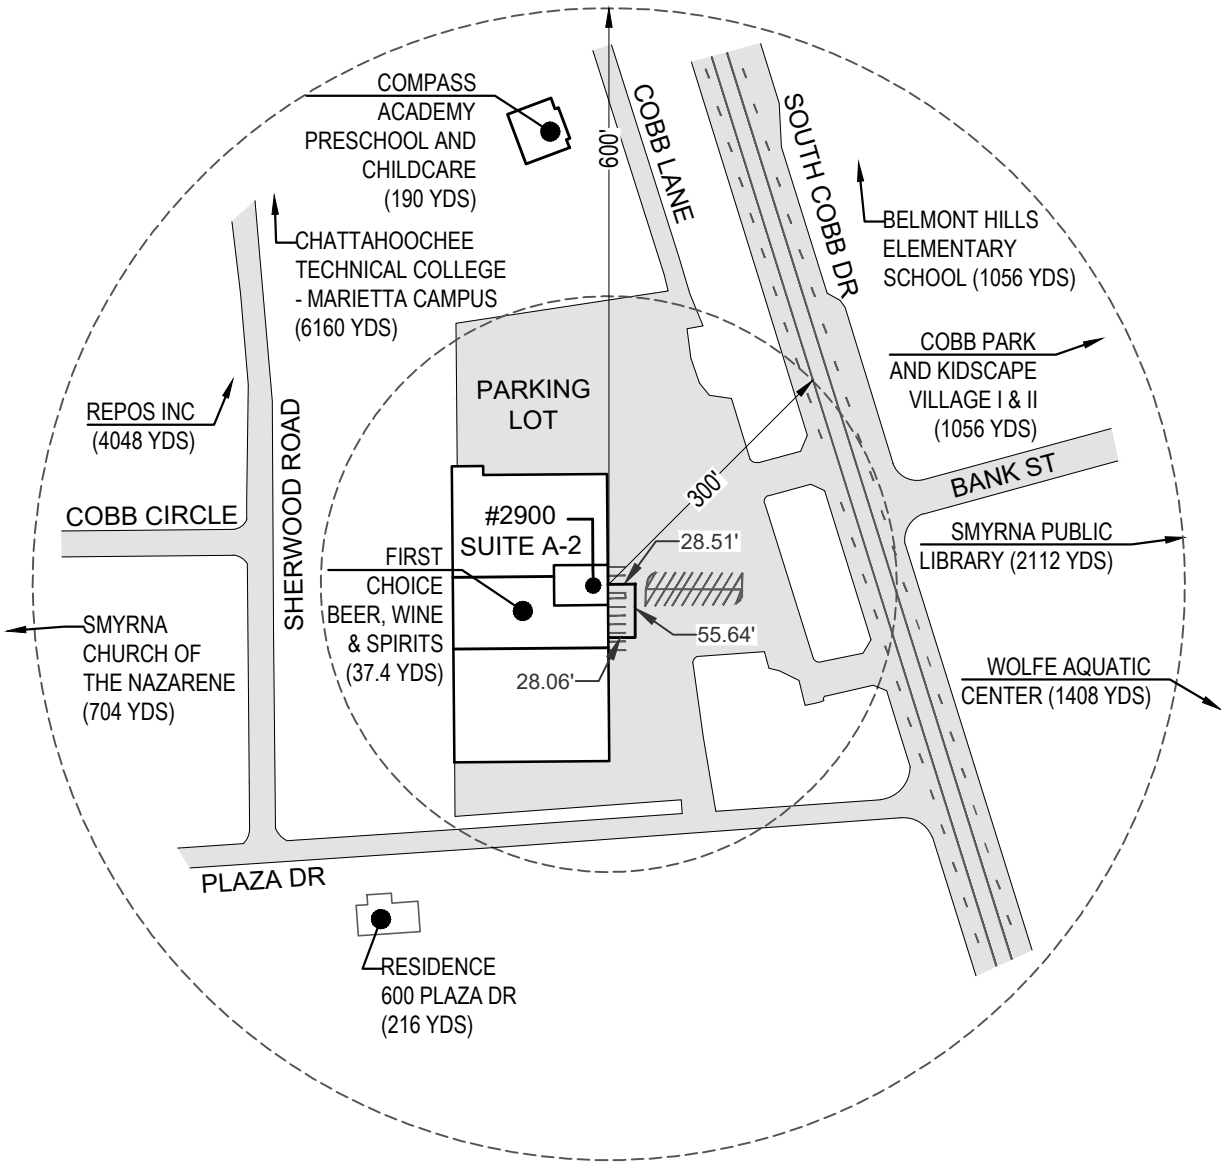 COMPASS
ACADEMY
PRESCHOOL AND
CHILDCARE
(190 YDS)
600'
COBB LANE
SOUTH COBB DR
CHATTAHOOCHEE
TECHNICAL COLLEGE
- MARIETTA CAMPUS
(6160 YDS)
BELMONT HILLS
ELEMENTARY
SCHOOL (1056 YDS)
COBB PARK
AND KIDSCAPE
VILLAGE I & II
(1056 YDS)
REPOS INC
(4048 YDS)
SHERWOOD ROAD
PARKING
LOT
300'
BANK ST
COBB CIRCLE
#2900
SUITE A-2
28.51'
SMYRNA PUBLIC
LIBRARY (2112 YDS)
FIRST
CHOICE
BEER, WINE
& SPIRITS
(37.4 YDS)
55.64'
28.06'
SMYRNA
CHURCH OF
THE NAZARENE
(704 YDS)
WOLFE AQUATIC
CENTER (1408 YDS)
PLAZA DR
RESIDENCE
600 PLAZA DR
(216 YDS)